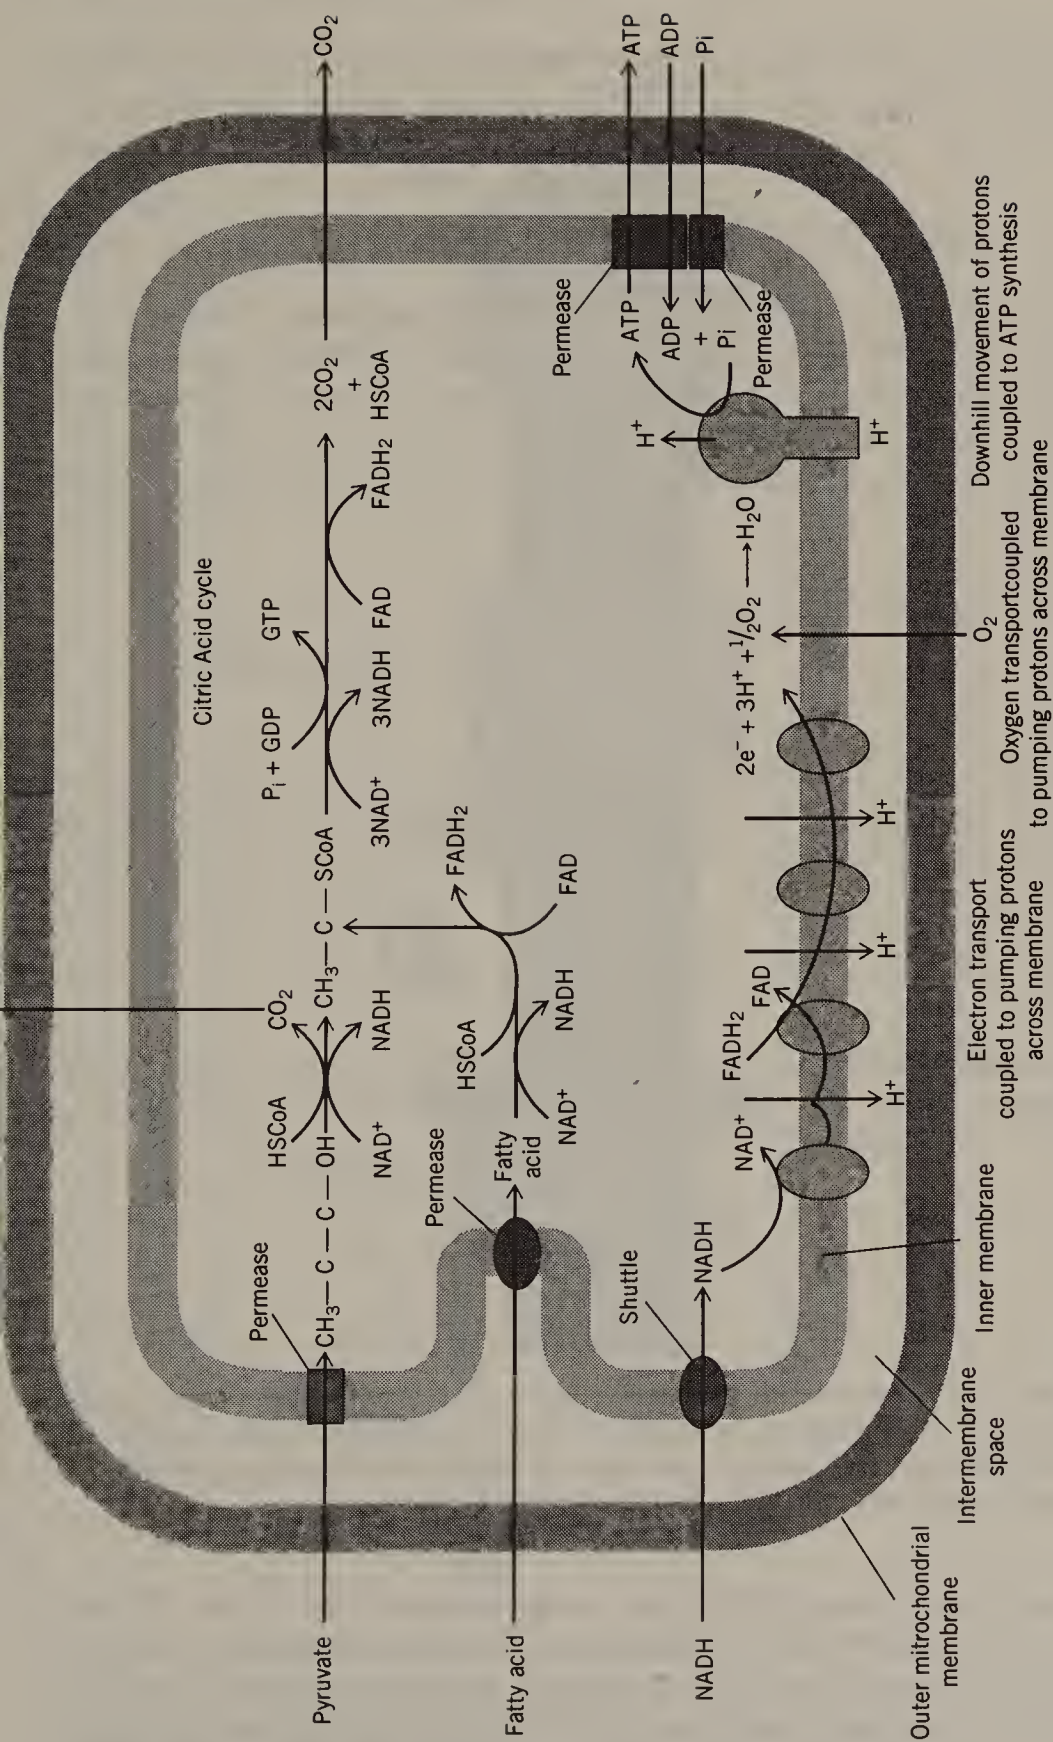 CO2
Citric Acid cycle
Pi + GDP
GTP
HSCoA
CO2
Permease
Pyruvate
CH3— C — C — OH
CH3— C — SCoA
2CO2
+
HSCoA
CO2
NAD+
NADH
3NAD+
3NADH
FAD
FADH2
FADH2
Permease
HSCoA
FAD
Fatty acid
Fatty
acid
NAD+
NADH
Permease
Shuttle
NADH
NADH
NAD+
FADH2
FAD
2e− + 3H+ + 1/2O2 → H2O
H+
ATP
ADP
+
Pi
ATP
ADP
Pi
Permease
H+
H+
H+
H+
O2
Outer mitrochondrial
membrane
Intermembrane
space
Inner membrane
Electron transport
coupled to pumping protons
across membrane
Oxygen transportcoupled
to pumping protons across membrane
Downhill movement of protons
coupled to ATP synthesis